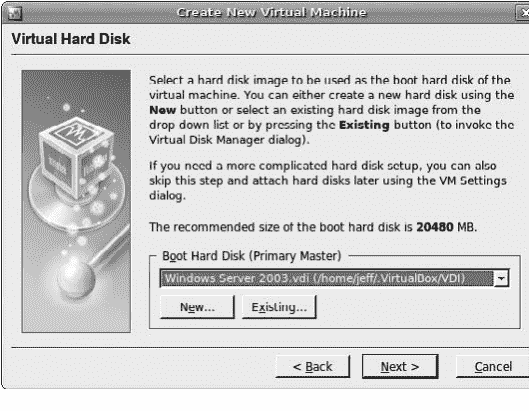 Create New Virtual Machine
Virtual Hard Disk
Select a hard disk image to be used as the boot hard disk of the
virtual machine. You can either create a new hard disk using the
New button or select an existing hard disk image from the
drop down list or by pressing the Existing button (to invoke the
Virtual Disk Manager dialog).
If you need a more complicated hard disk setup, you can also
skip this step and attach hard disks later using the VM Settings
dialog.
The recommended size of the boot hard disk is 20480 MB.
Boot Hard Disk (Primary Master)
Windows Server 2003.vdi (/home/jeff/.VirtualBox/VDI)
New... Existing...
< Back Next > Cancel